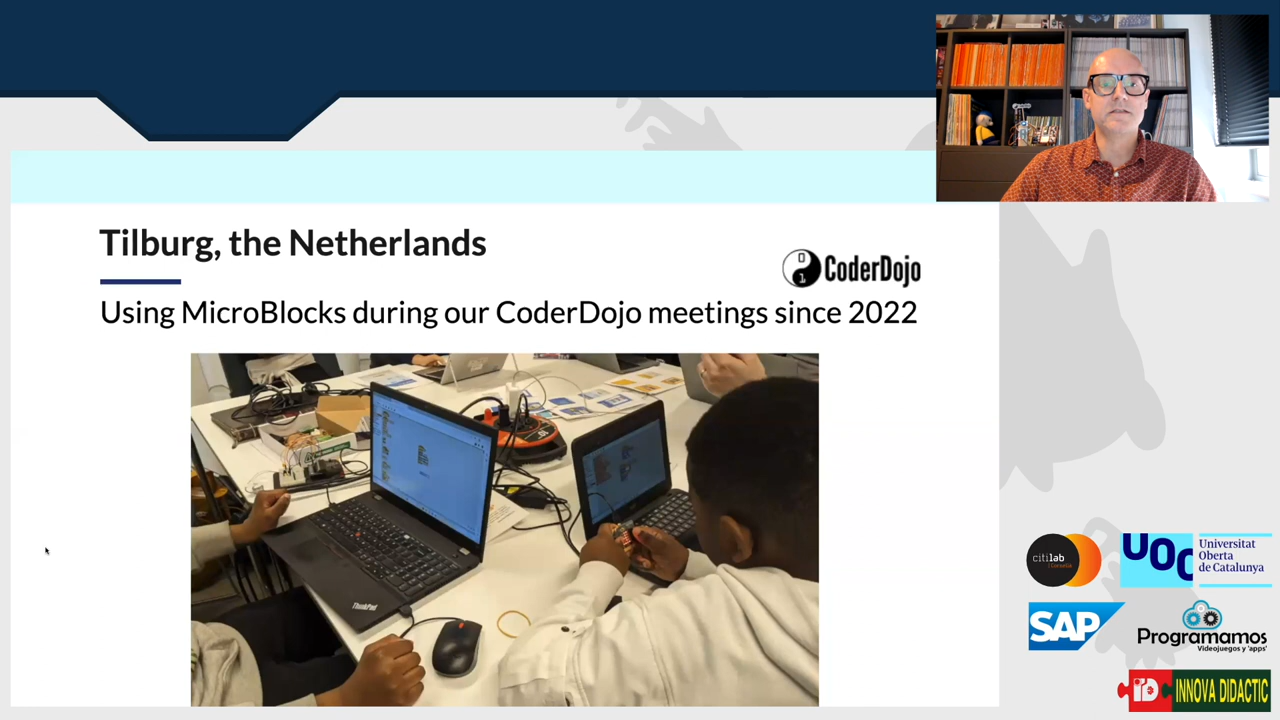 Tilburg, the Netherlands
CoderDojo
Using MicroBlocks during our CoderDojo meetings since 2022
ThinkPad
citilab
Cornellà
UOC
Universitat
Oberta
de Catalunya
SAP
Programamos
Videojuegos y 'apps'
iD INNOVA DIDACTIC